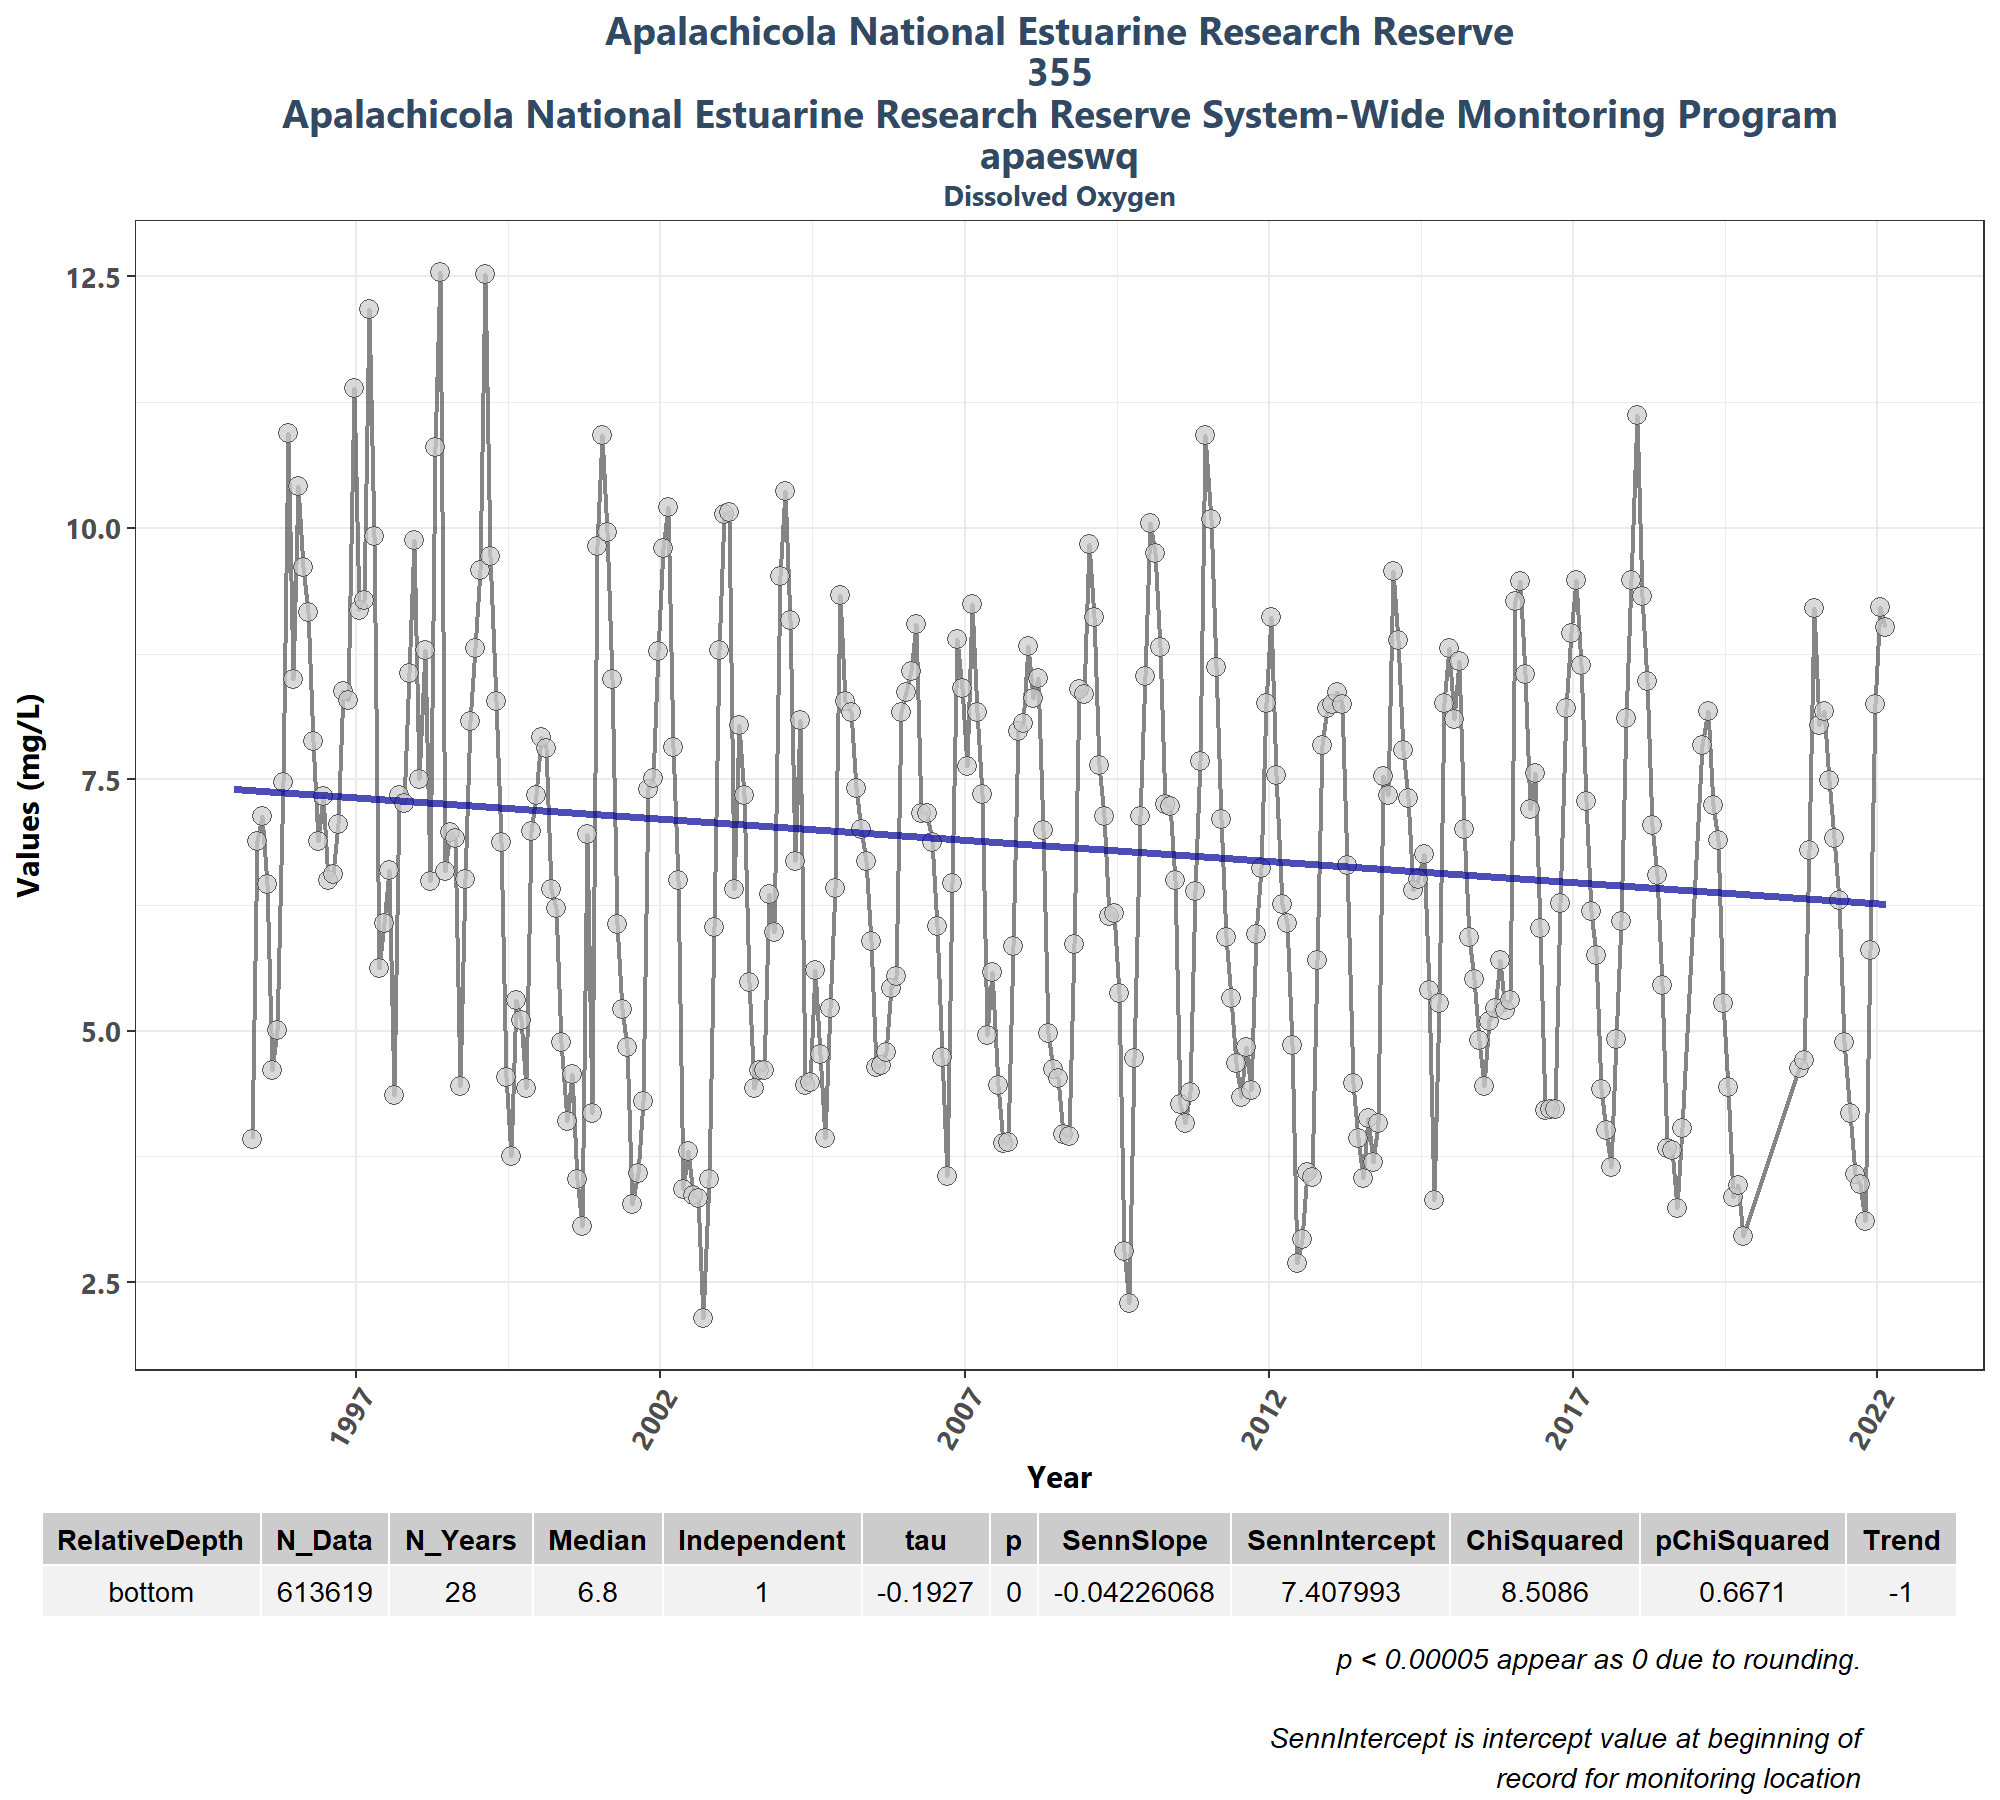 Apalachicola National Estuarine Research Reserve
355
Apalachicola National Estuarine Research Reserve System-Wide Monitoring Program
apaeswq
Dissolved Oxygen
Values (mg/L)
12.5
10.0
7.5
5.0
2.5
1997 2002 2007 2012 2017 2022
Year
RelativeDepth N_Data N_Years Median Independent tau p SennSlope SennIntercept ChiSquared pChiSquared Trend
bottom 613619 28 6.8 1 -0.1927 0 -0.04226068 7.407993 8.5086 0.6671 -1
p < 0.00005 appear as 0 due to rounding.
SennIntercept is intercept value at beginning of
record for monitoring location